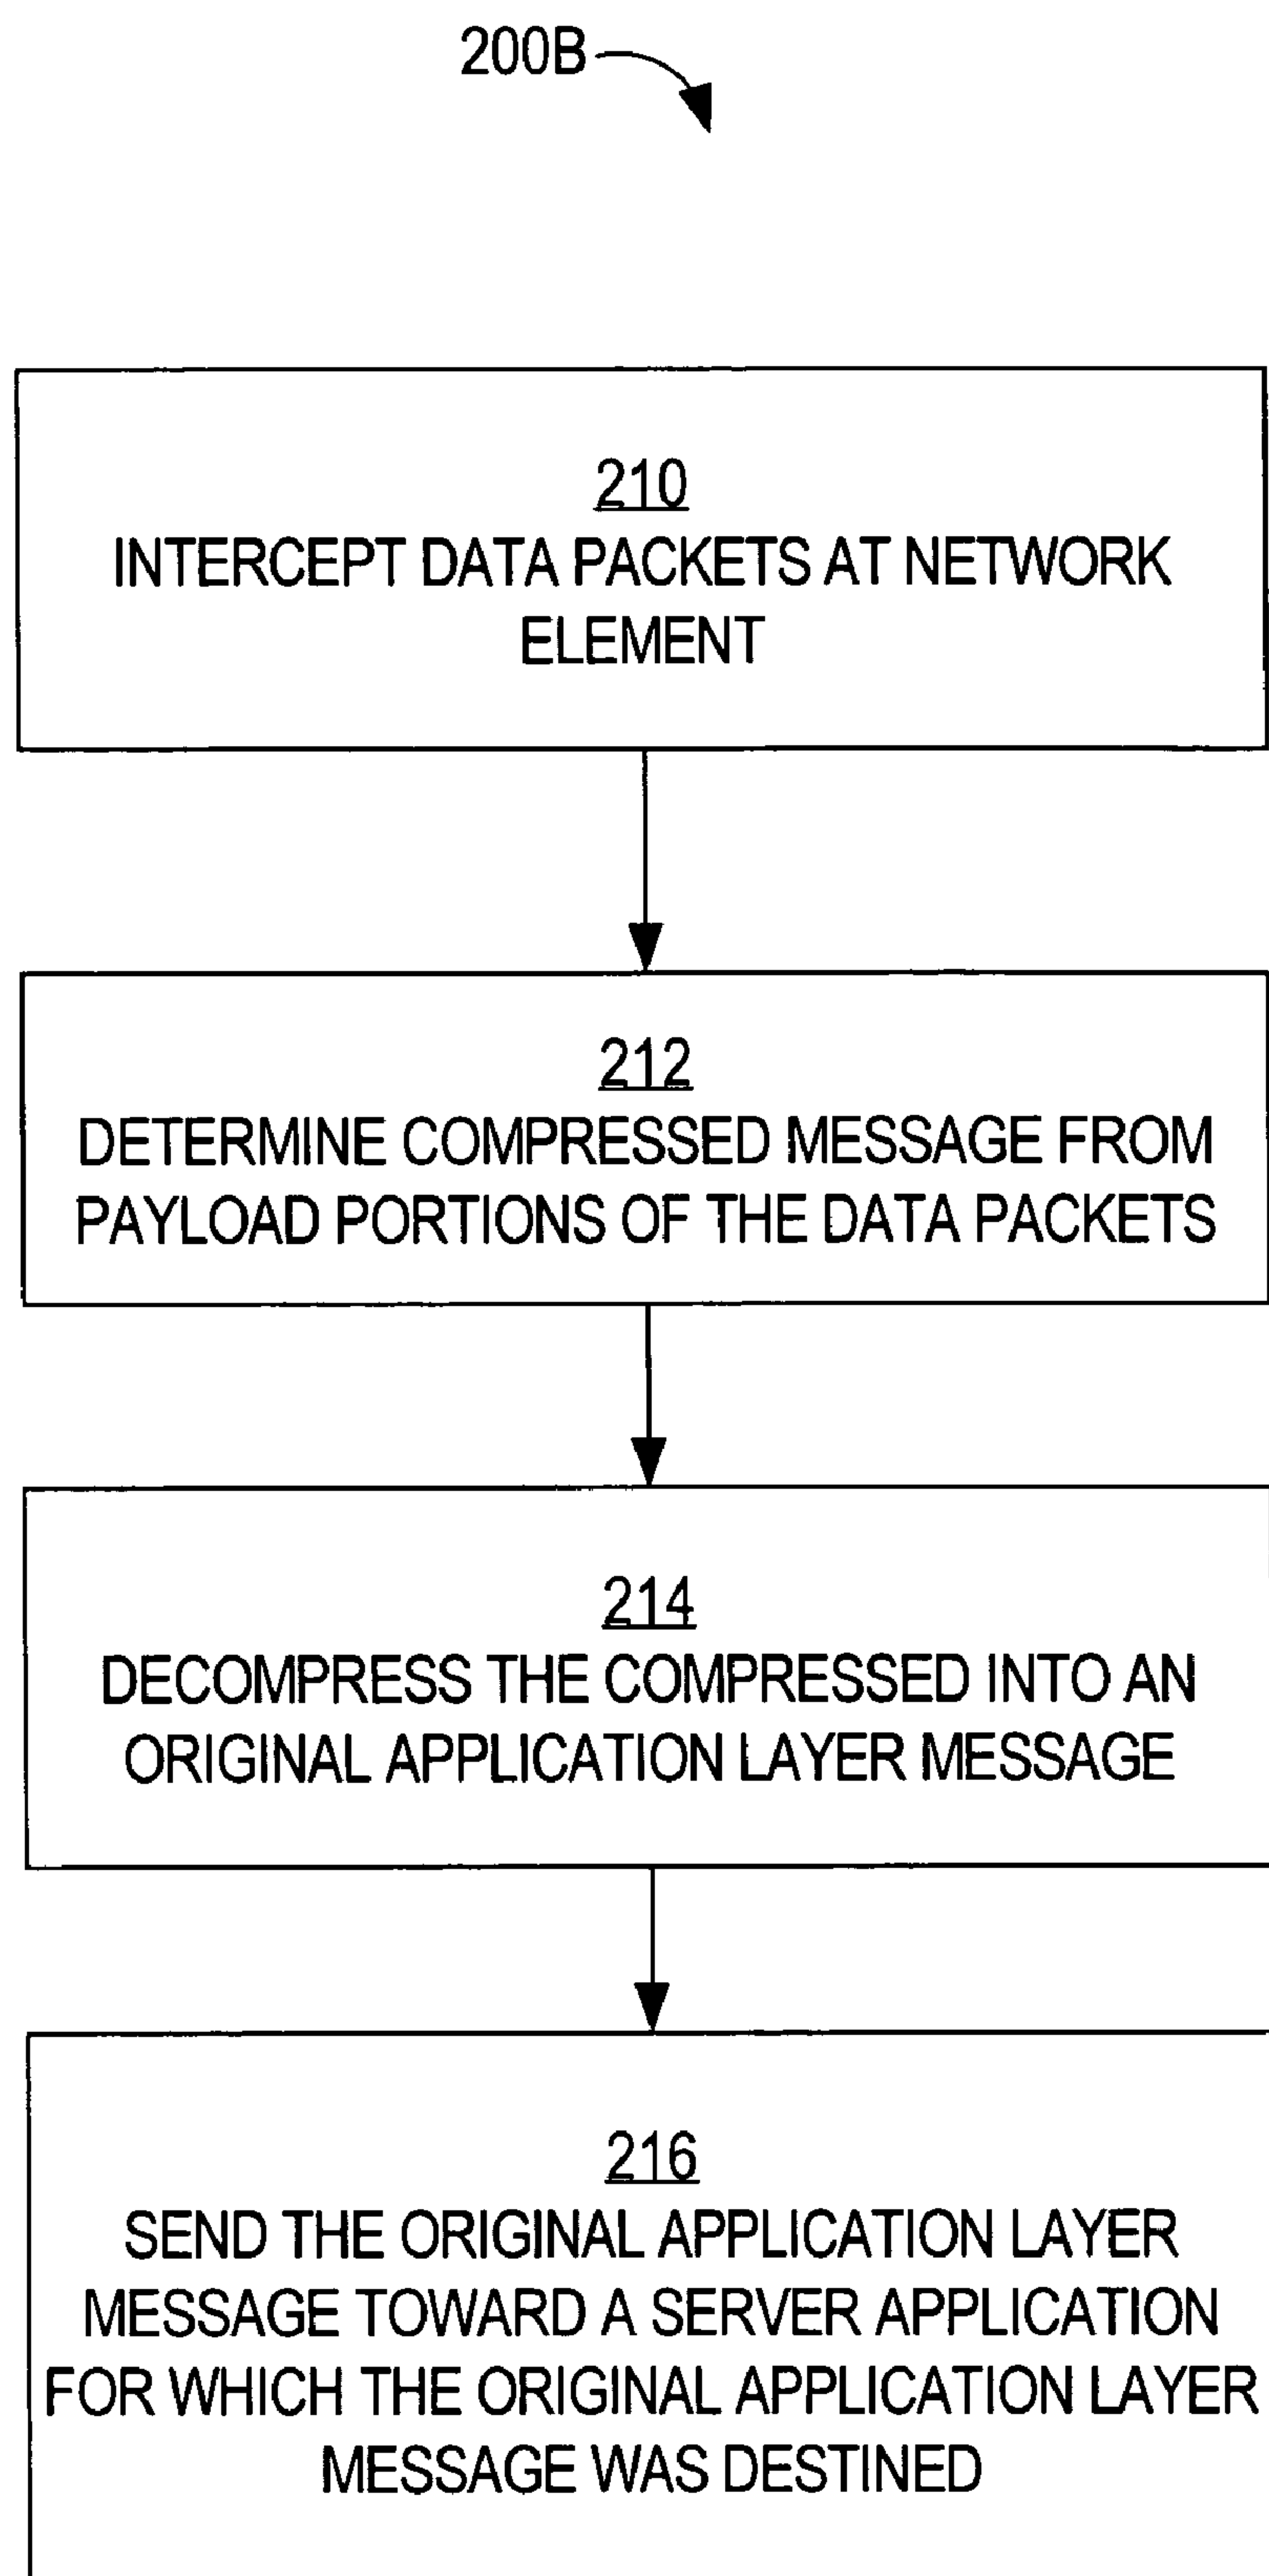 200B
210
INTERCEPT DATA PACKETS AT NETWORK
ELEMENT
212
DETERMINE COMPRESSED MESSAGE FROM
PAYLOAD PORTIONS OF THE DATA PACKETS
214
DECOMPRESS THE COMPRESSED INTO AN
ORIGINAL APPLICATION LAYER MESSAGE
216
SEND THE ORIGINAL APPLICATION LAYER
MESSAGE TOWARD A SERVER APPLICATION
FOR WHICH THE ORIGINAL APPLICATION LAYER
MESSAGE WAS DESTINED